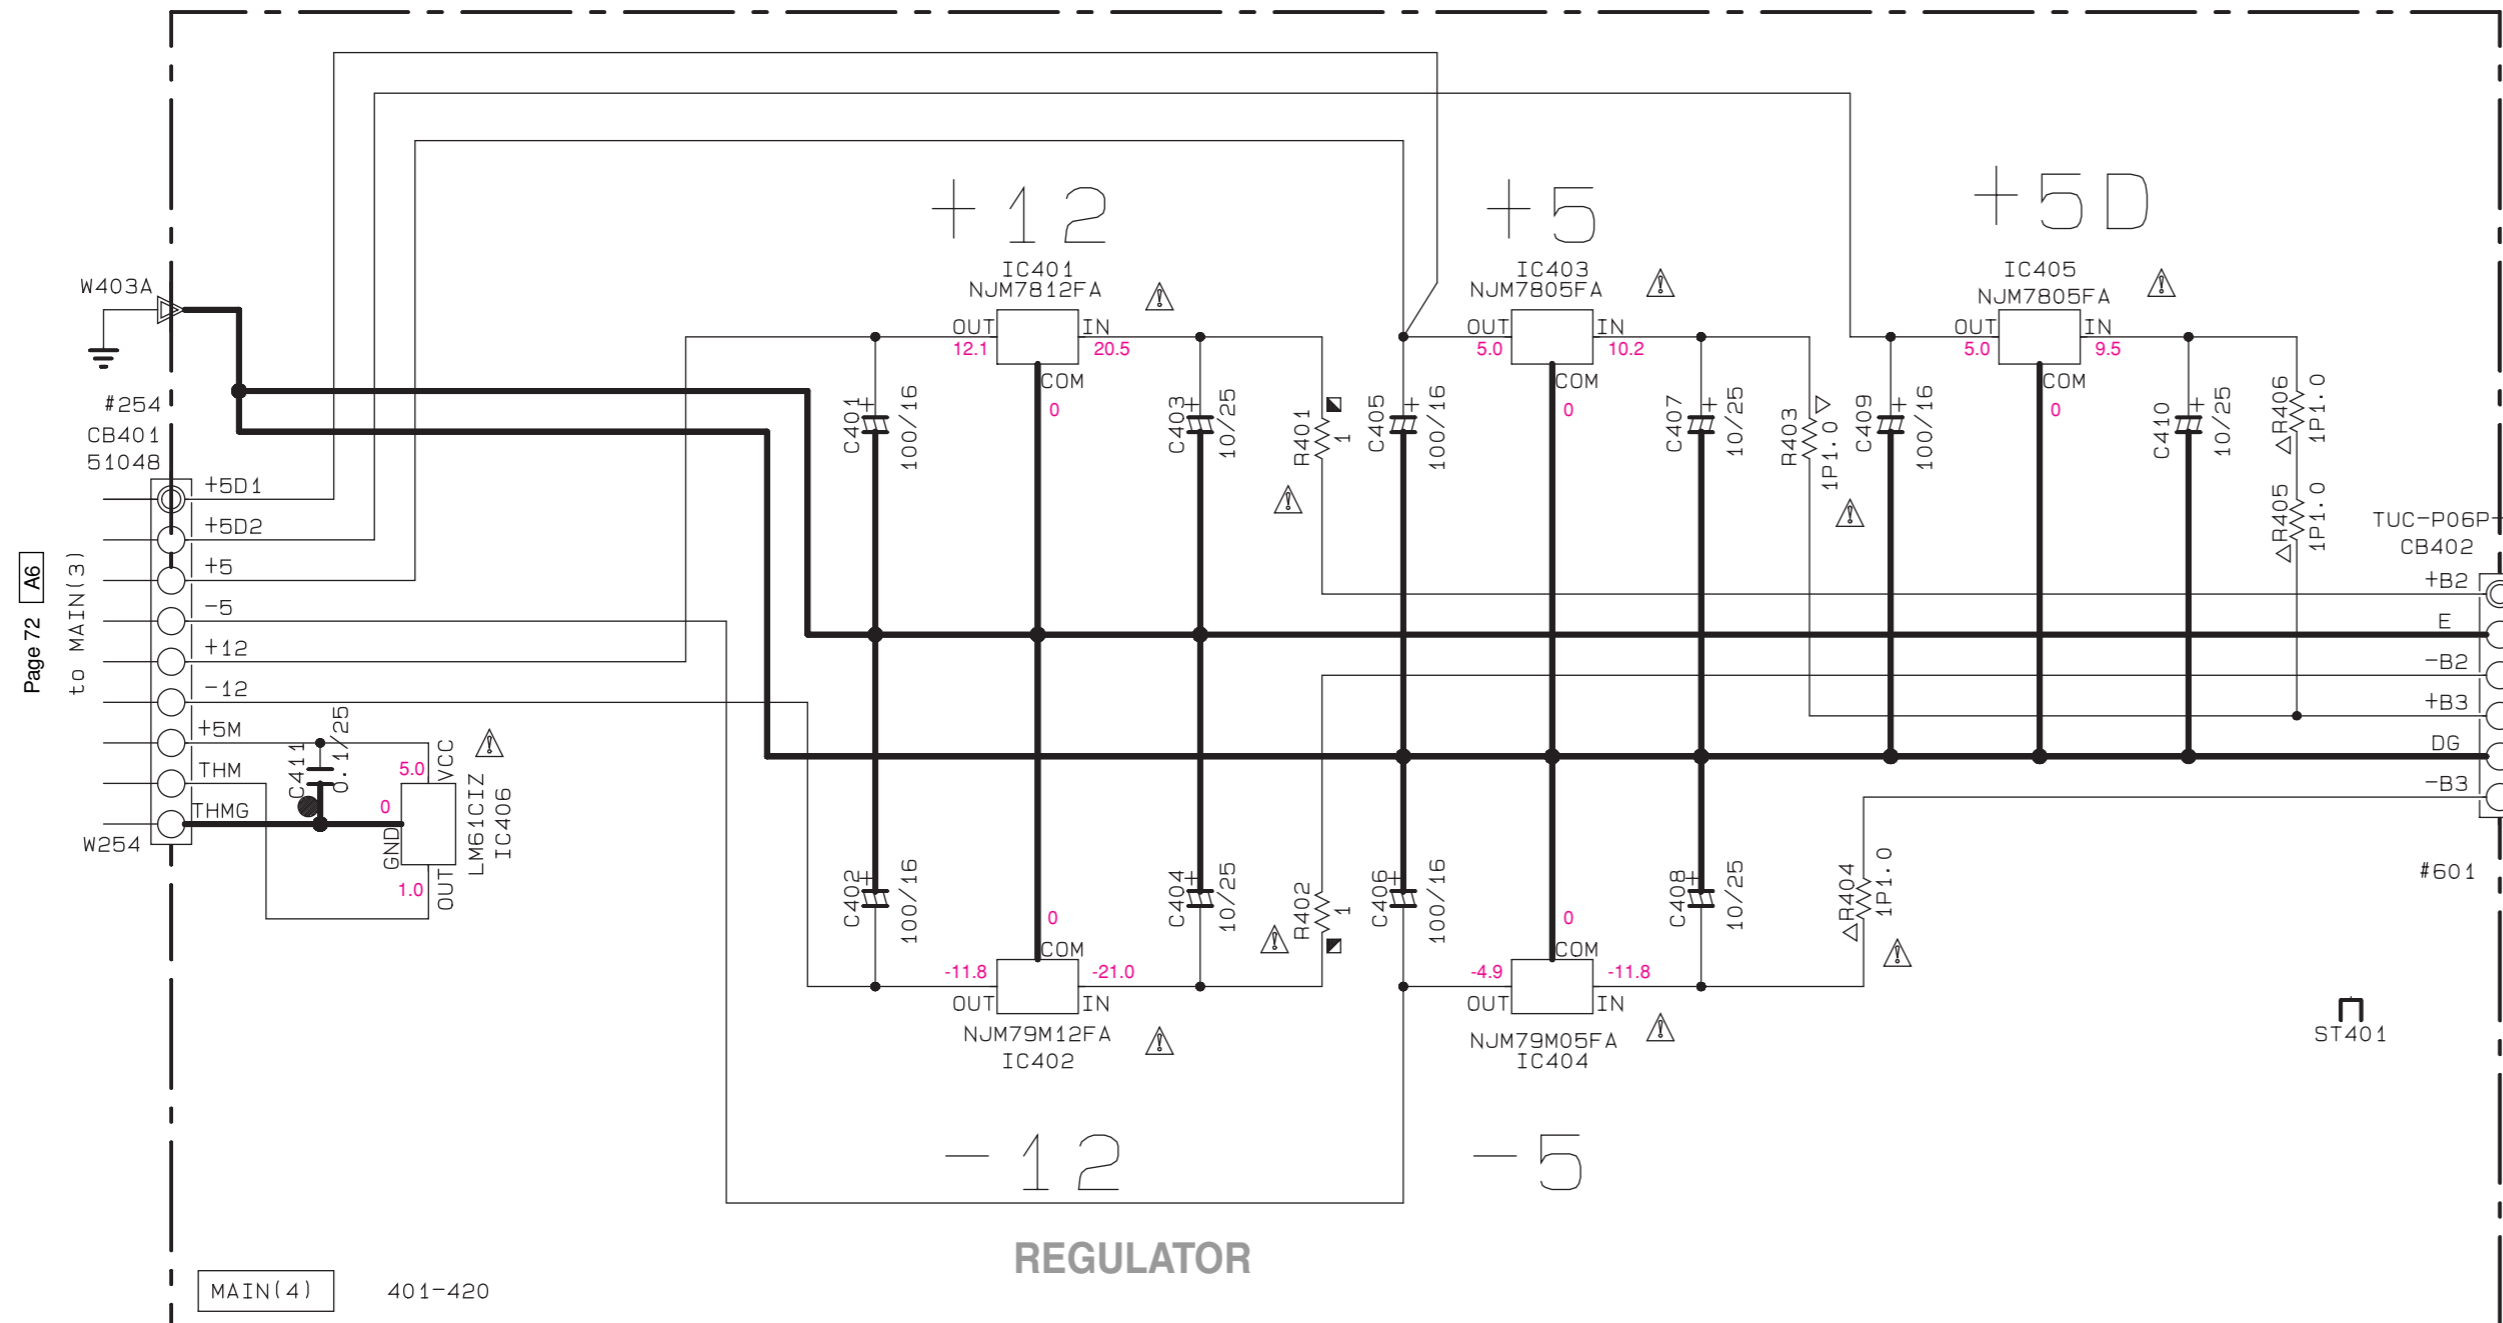 +12
+5
+5D
IC401
NJM7812FA
OUT
IN
12.1
20.5
COM
0
IC403
NJM7805FA
OUT
IN
5.0
10.2
COM
0
IC405
NJM7805FA
OUT
IN
5.0
9.5
COM
0
W403A
#254
CB401
51048
+5D1
+5D2
+5
-5
+12
-12
+5M
THM
THMG
W254
Page 72 A6
to MAIN(3)
C411
0.1/25
5.0
VCC
0
GND
1.0
OUT
LM61CIZ
IC406
C401
+
100/16
C403
+
10/25
R401
1
C405
+
100/16
C407
+
10/25
R403
1P1.0
C409
+
100/16
C410
+
10/25
R406
1P1.0
R405
1P1.0
TUC-P06P-
CB402
+B2
E
-B2
+B3
DG
-B3
#601
C402
+
100/16
C404
+
10/25
R402
1
C406
+
100/16
C408
+
10/25
R404
1P1.0
0
COM
-11.8
-21.0
OUT
IN
NJM79M12FA
IC402
0
COM
-4.9
-11.8
OUT
IN
NJM79M05FA
IC404
ST401
-12
-5
REGULATOR
MAIN(4)
401-420